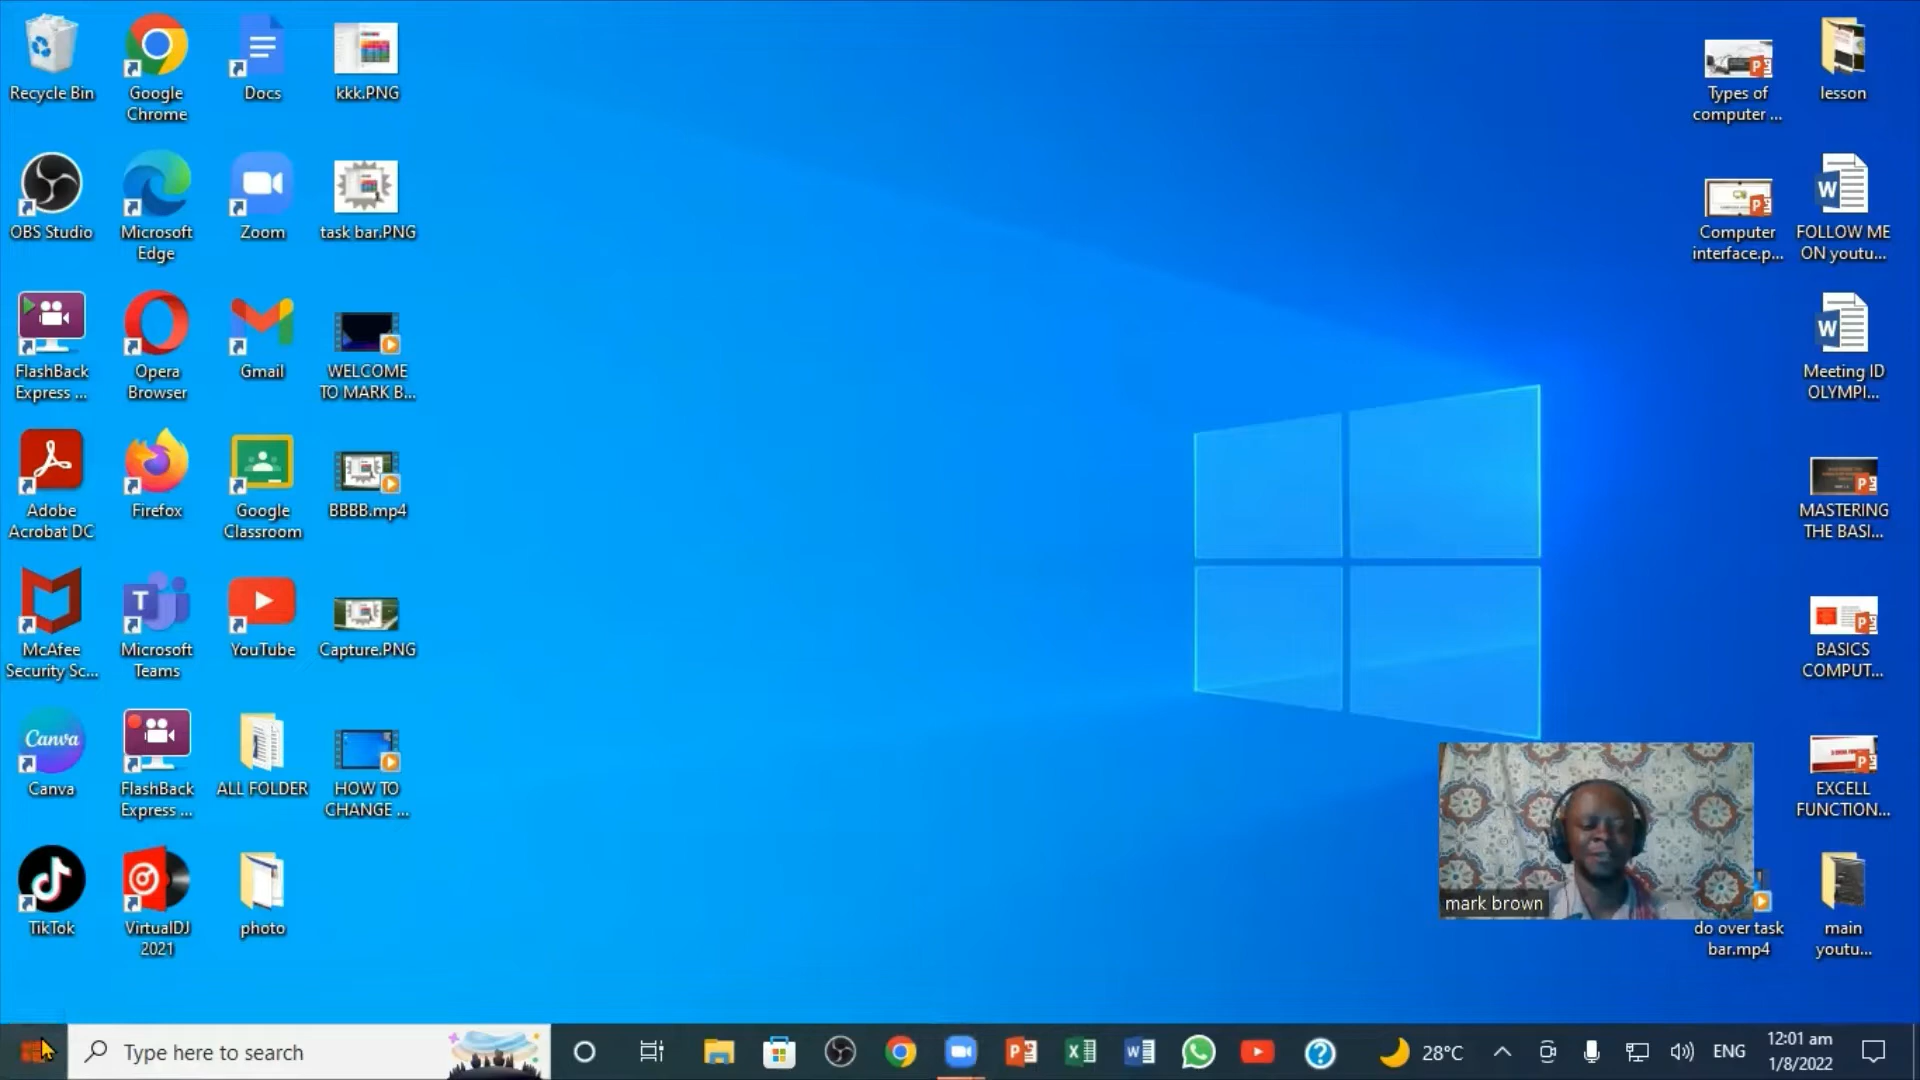 Recycle Bin
Google
Chrome
Docs
kkk.PNG
OBS Studio
Microsoft
Edge
Zoom
task bar.PNG
FlashBack
Express ...
Opera
Browser
Gmail
WELCOME
TO MARK B...
Adobe
Acrobat DC
Firefox
Google
Classroom
BBBB.mp4
McAfee
Security Sc...
Microsoft
Teams
YouTube
Capture.PNG
Canva
Canva
FlashBack
Express ...
ALL FOLDER
HOW TO
CHANGE ...
TikTok
VirtualDJ
2021
photo
Types of
computer ...
lesson
Computer
interface.p...
FOLLOW ME
ON youtu...
Meeting ID
OLYMPI...
MASTERING
THE BASI...
BASICS
COMPUT...
EXCELL
FUNCTION...
mark brown
do over task
bar.mp4
main
youtu...
Type here to search
28°C
ENG
12:01 am
1/8/2022